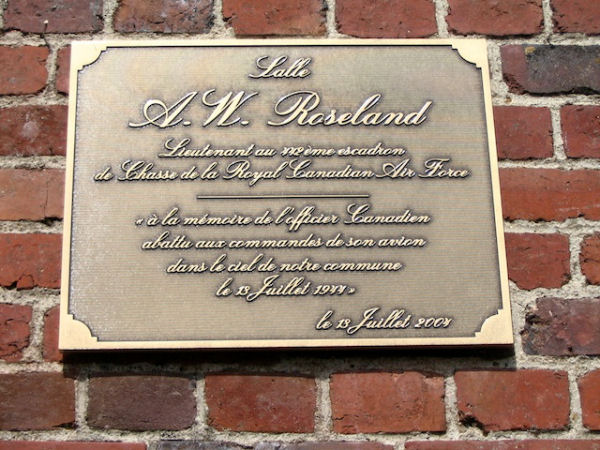 Salle
A. W. Roseland
Lieutenant au 442ème escadron
de Chasse de la Royal Canadian Air Force
« à la mémoire de l'officier Canadien
abattu aux commandes de son avion
dans le ciel de notre commune
le 13 Juillet 1944 »
le 13 Juillet 2004